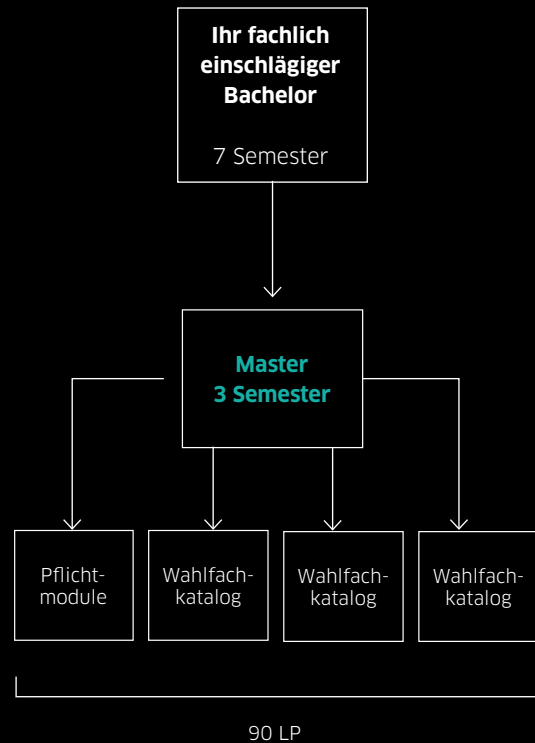 Ihr fachlich
einschlägiger
Bachelor
7 Semester
Master
3 Semester
Pflicht-
module
Wahlfach-
katalog
Wahlfach-
katalog
Wahlfach-
katalog
90 LP